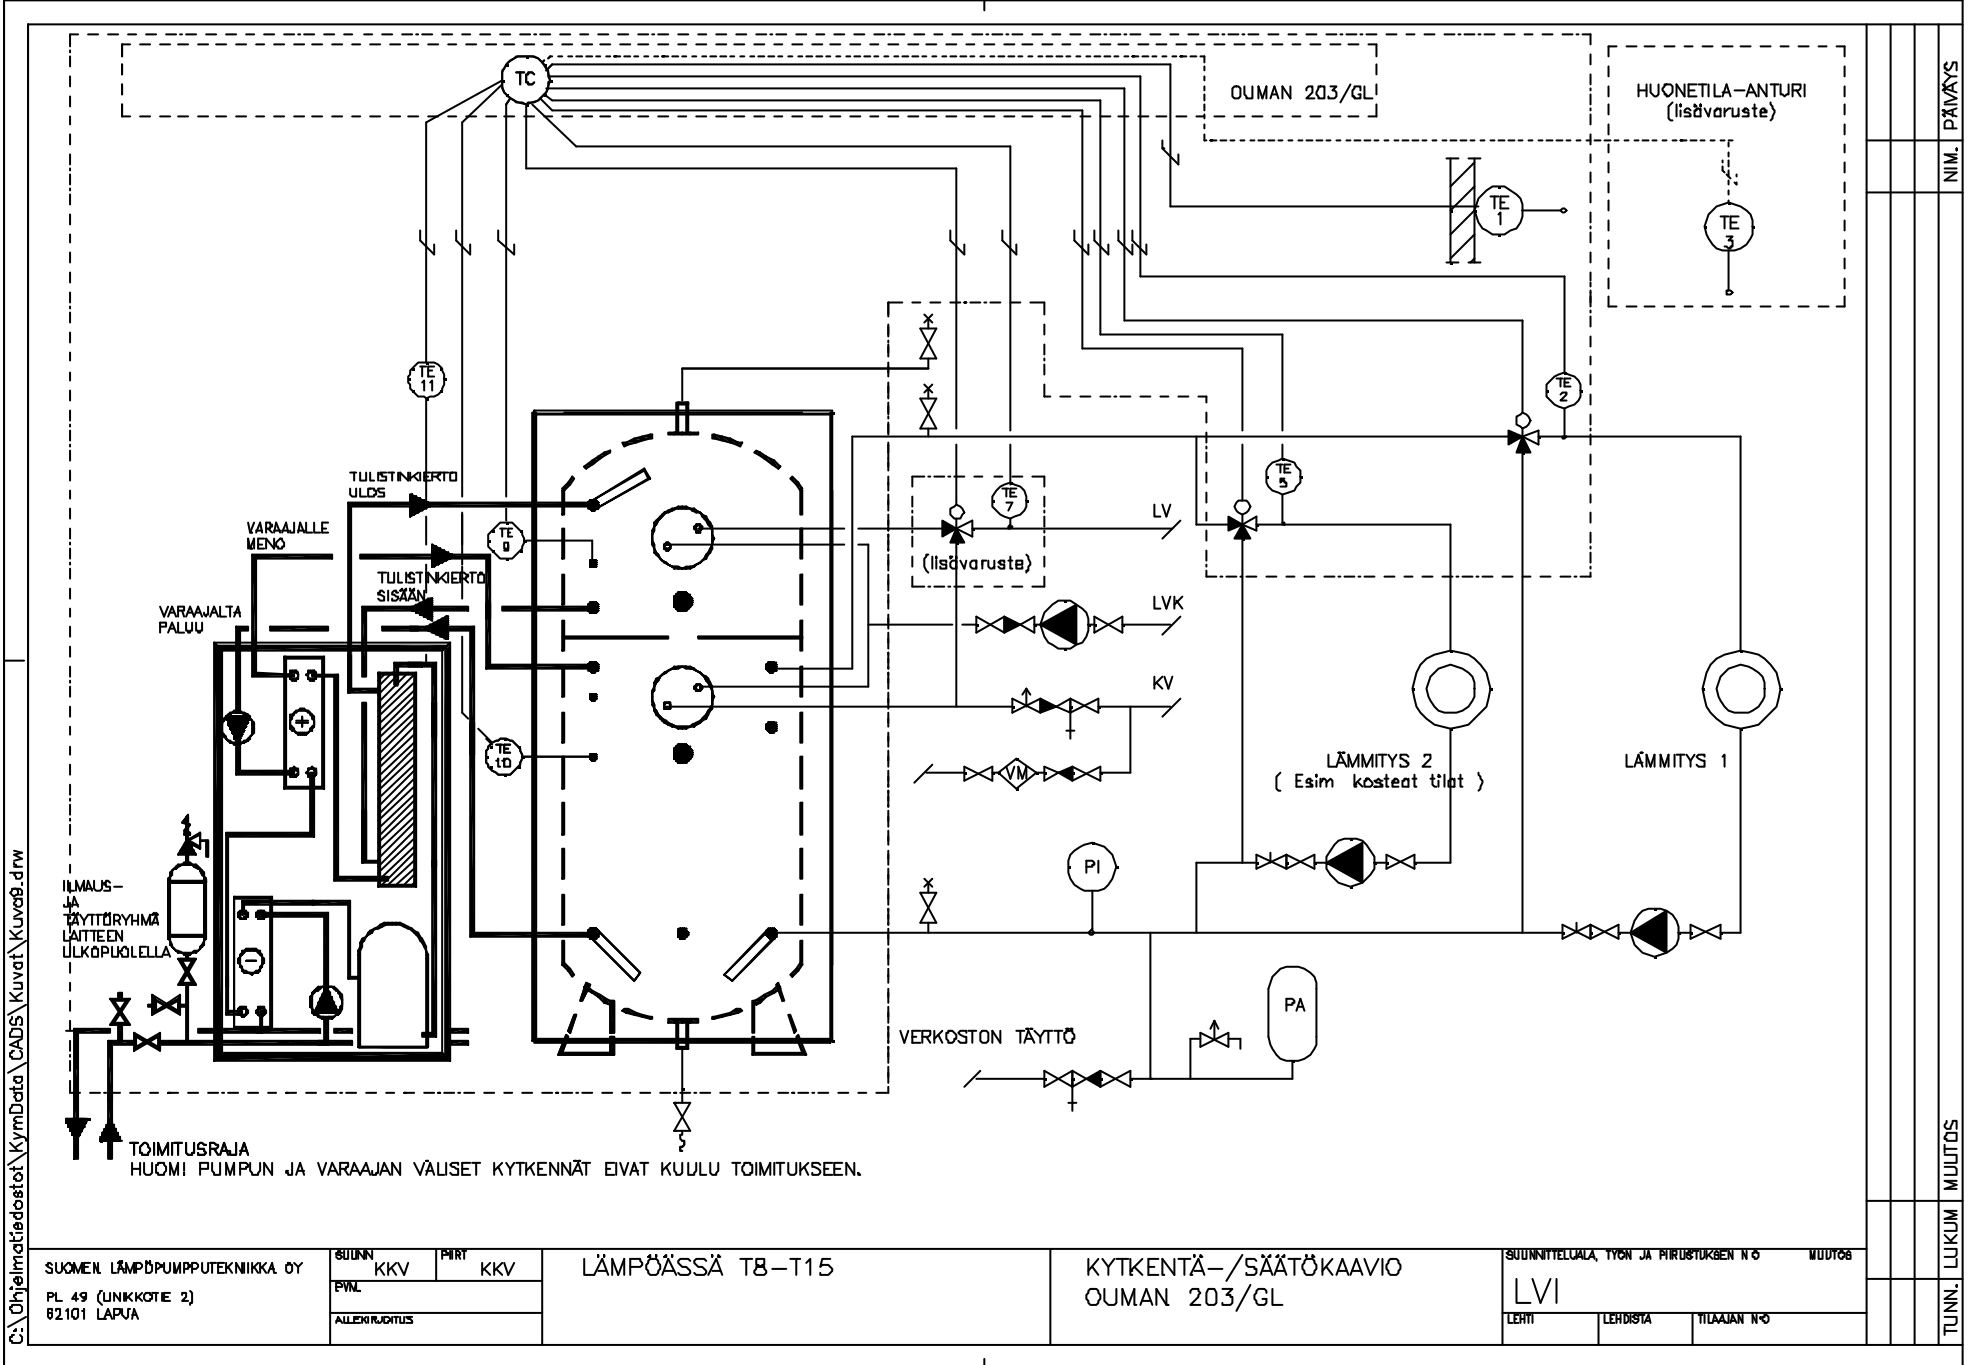 TC
OUMAN 203/GL
HUONETILA-ANTURI
(lisävaruste)
TE
1
TE
3
TE
11
TE
2
TULISTINKIERTO
ULOS
TE
5
TE
7
LV
VARAAJALLE
MENO
TE
9
(lisävaruste)
TULISTINKIERTO
SISÄÄN
VARAAJALTA
PALUU
LVK
KV
TE
10
VM
LÄMMITYS 2
( Esim kosteat tilat )
LÄMMITYS 1
PI
ILMAUS-
JA
TÄYTTÖRYHMÄ
LAITTEEN
ULKOPUOLELLA
PA
VERKOSTON TÄYTTÖ
TOIMITUSRAJA
HUOM! PUMPUN JA VARAAJAN VÄLISET KYTKENNÄT EIVAT KUULU TOIMITUKSEEN.
C:\Ohjelmatiedostot\KymData\CADS\Kuvat\Kuva9.drw
PÄIVÄYS
NIM.
MUUTOS
LUKUM
TUNN.
SUOMEN LÄMPÖPUMPPUTEKNIIKKA OY
PL 49 (UNIKKOTIE 2)
62101 LAPUA
SUUNN
KKV
PIIRT
KKV
PVM.
ALLEKIRJOITUS
LÄMPÖÄSSÄ T8-T15
KYTKENTÄ-/SÄÄTÖKAAVIO
OUMAN 203/GL
SUUNNITTELUALA, TYÖN JA PIIRUSTUKSEN N:O MUUTOS
LVI
LEHTI
LEHDISTA
TILAAJAN N:O